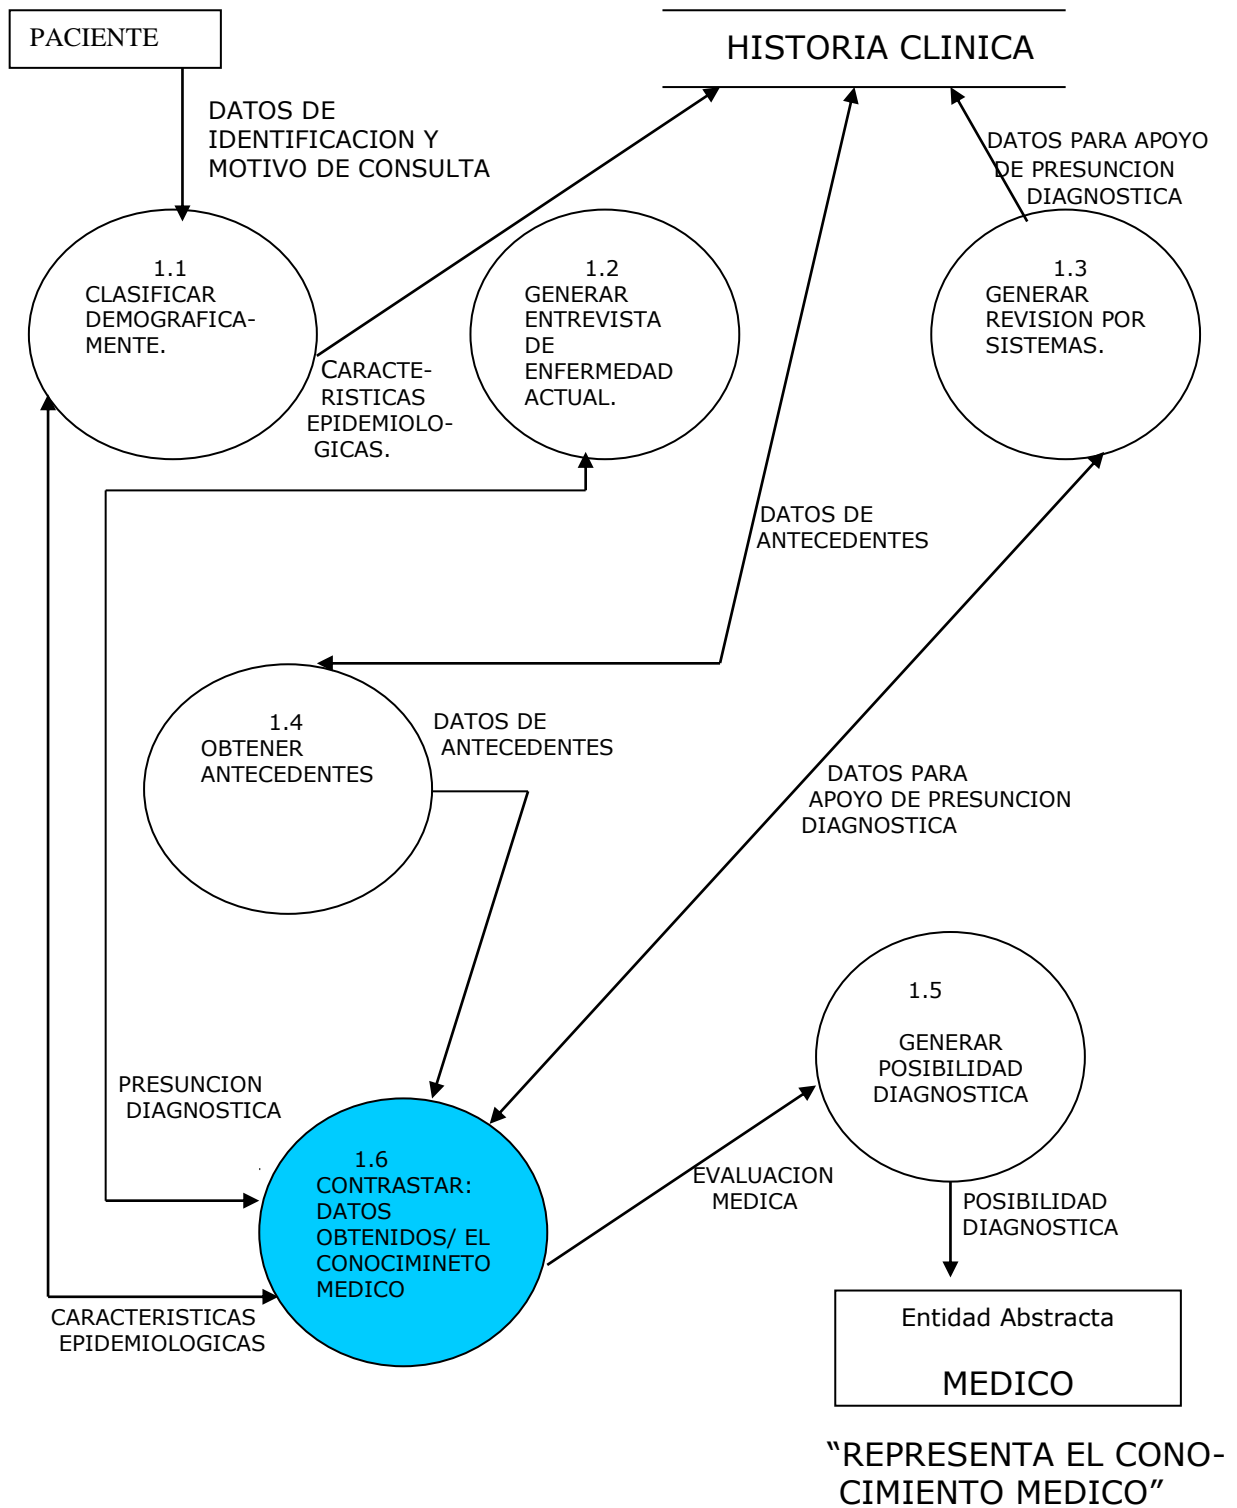 PACIENTE
HISTORIA CLINICA
DATOS DE
IDENTIFICACION Y
MOTIVO DE CONSULTA
DATOS PARA APOYO
DE PRESUNCION
DIAGNOSTICA
1.1
CLASIFICAR
DEMOGRAFICA-
MENTE.
1.2
GENERAR
ENTREVISTA
DE
ENFERMEDAD
ACTUAL.
1.3
GENERAR
REVISION POR
SISTEMAS.
CARACTE-
RISTICAS
EPIDEMIOLO-
GICAS.
DATOS DE
ANTECEDENTES
1.4
OBTENER
ANTECEDENTES
DATOS DE
ANTECEDENTES
DATOS PARA
APOYO DE PRESUNCION
DIAGNOSTICA
1.5
GENERAR
POSIBILIDAD
DIAGNOSTICA
PRESUNCION
DIAGNOSTICA
1.6
CONTRASTAR:
DATOS
OBTENIDOS/ EL
CONOCIMINETO
MEDICO
EVALUACION
MEDICA
POSIBILIDAD
DIAGNOSTICA
CARACTERISTICAS
EPIDEMIOLOGICAS
Entidad Abstracta
MEDICO
“REPRESENTA EL CONO-
CIMIENTO MEDICO”